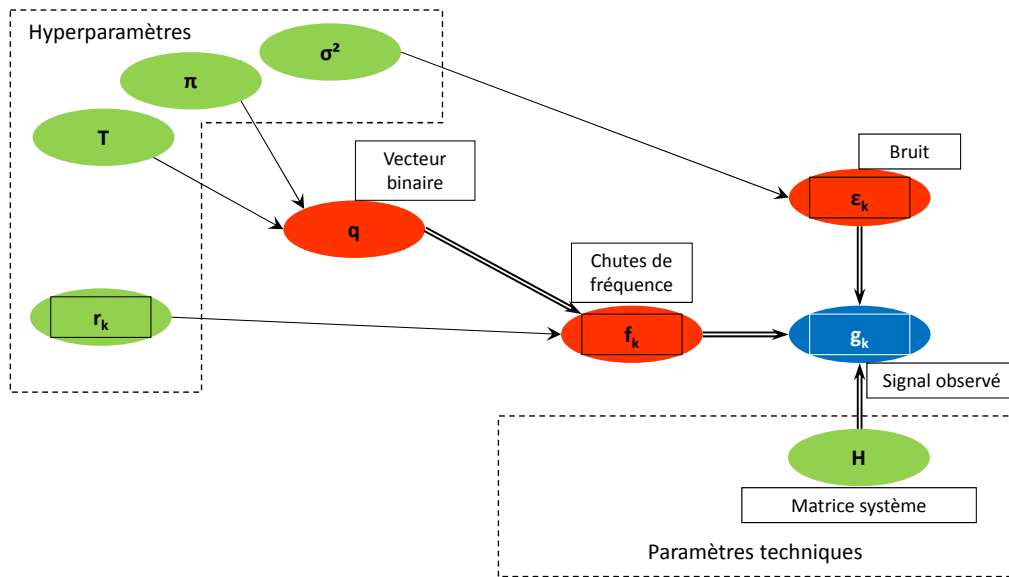 Hyperparamètres
σ²
π
T
Vecteur
binaire
Bruit
εₖ
q
Chutes de
fréquence
rₖ
fₖ
gₖ
Signal observé
H
Matrice système
Paramètres techniques